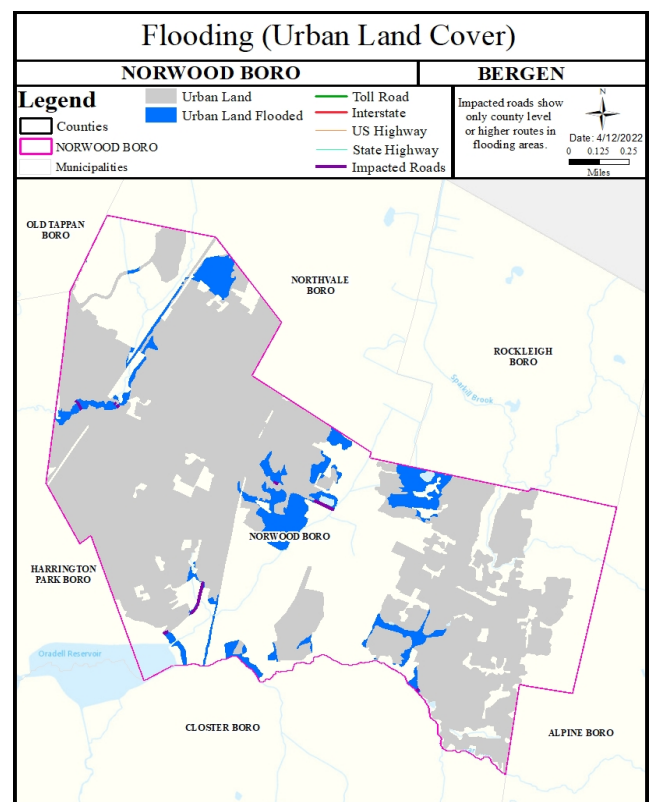 Flooding (Urban Land Cover)
NORWOOD BORO
BERGEN
Legend
Counties
NORWOOD BORO
Municipalities
Urban Land
Urban Land Flooded
Toll Road
Interstate
US Highway
State Highway
Impacted Roads
Impacted roads show
only county level
or higher routes in
flooding areas.
N
Date: 4/12/2022
0 0.125 0.25
Miles
OLD TAPPAN
BORO
NORTHVALE
BORO
ROCKLEIGH
BORO
Sparkill Brook
NORWOOD BORO
HARRINGTON
PARK BORO
Oradell Reservoir
CLOSTER BORO
ALPINE BORO